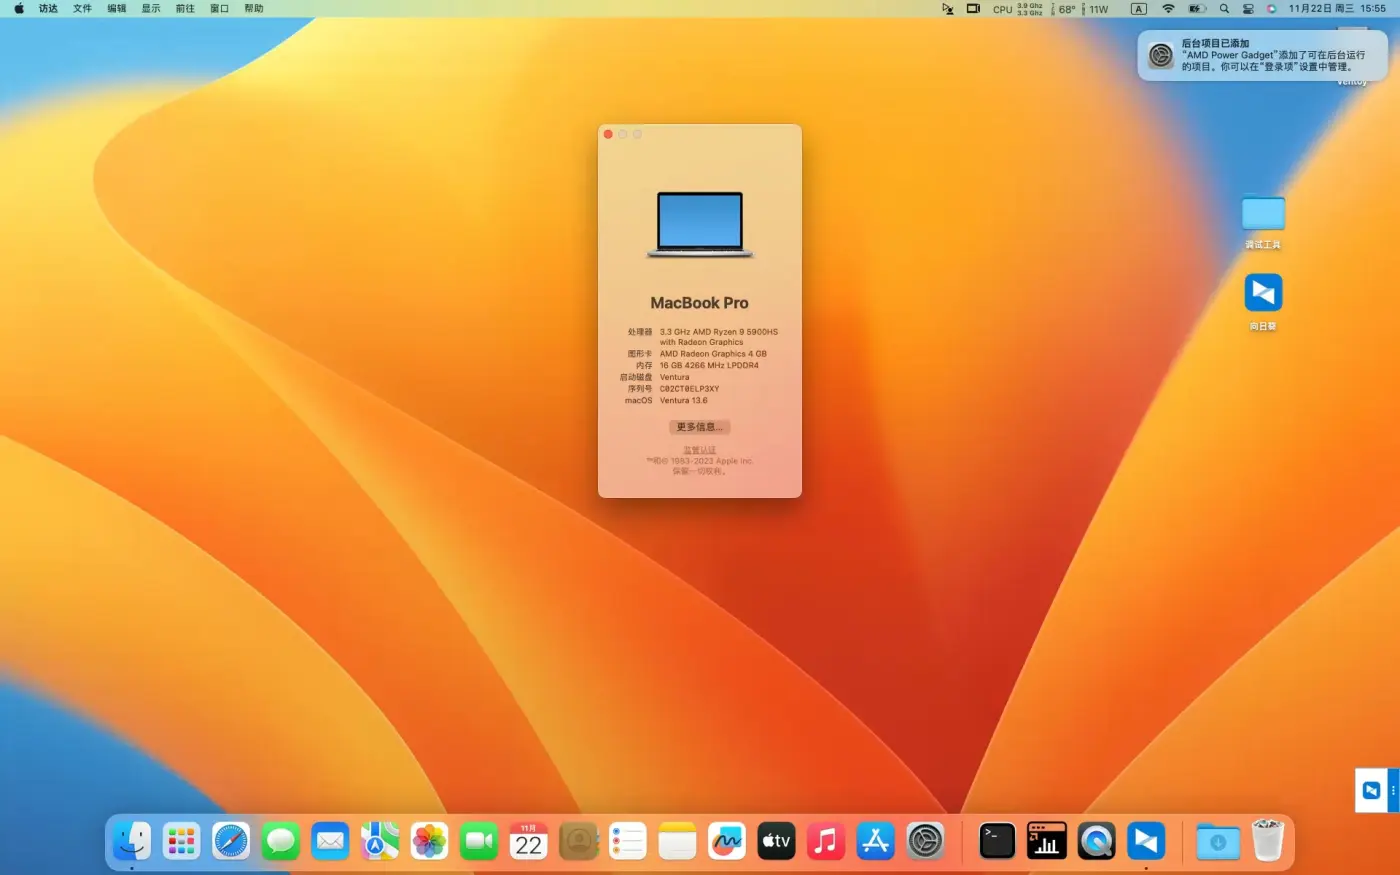 访达 文件 编辑 显示 前往 窗口 帮助
CPU 3.9 Ghz 3.3 Ghz 68° 11W A 11月22日 周三 15:55
后台项目已添加
“AMD Power Gadget”添加了可在后台运行
的项目。你可以在“登录项”设置中管理。
Ventoy
调试工具
向日葵
MacBook Pro
处理器 3.3 GHz AMD Ryzen 9 5900HS
with Radeon Graphics
图形卡 AMD Radeon Graphics 4 GB
内存 16 GB 4266 MHz LPDDR4
启动磁盘 Ventura
序列号 C02CT0ELP3XY
macOS Ventura 13.6
更多信息...
监管认证
™和© 1983-2023 Apple Inc.
保留一切权利。
11月
22
tv